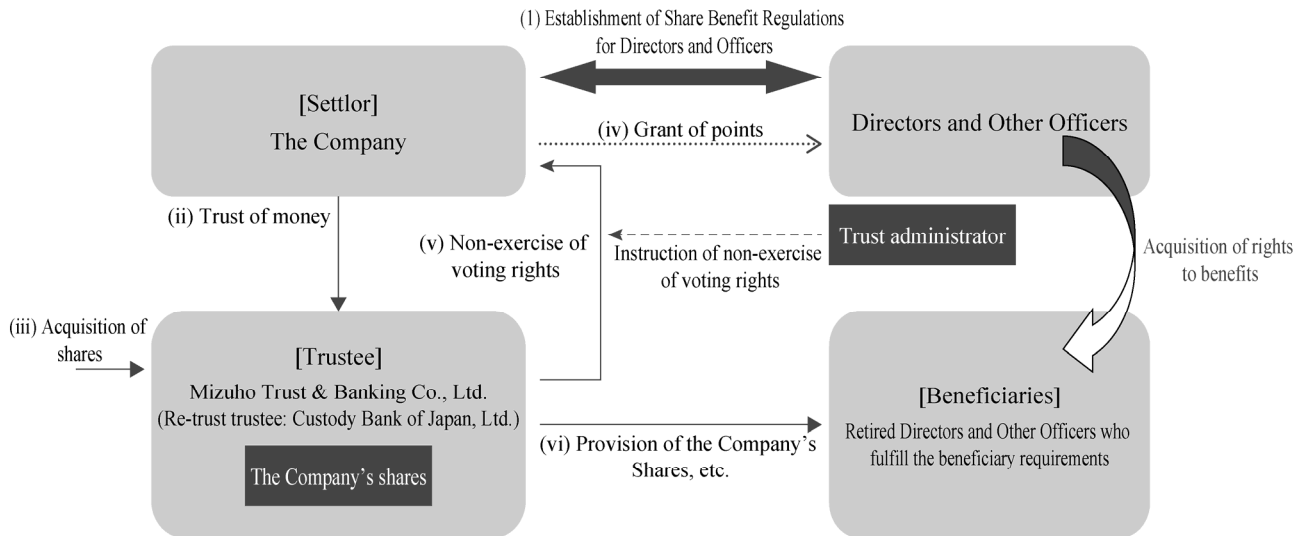 (1) Establishment of Share Benefit Regulations
for Directors and Officers
[Settlor]
The Company
(iv) Grant of points
Directors and Other Officers
(ii) Trust of money
(v) Non-exercise of
voting rights
Instruction of non-exercise
of voting rights
Trust administrator
Acquisition of rights
to benefits
(iii) Acquisition of
shares
[Trustee]
Mizuho Trust & Banking Co., Ltd.
(Re-trust trustee: Custody Bank of Japan, Ltd.)
The Company’s shares
(vi) Provision of the Company’s
Shares, etc.
[Beneficiaries]
Retired Directors and Other Officers who
fulfill the beneficiary requirements